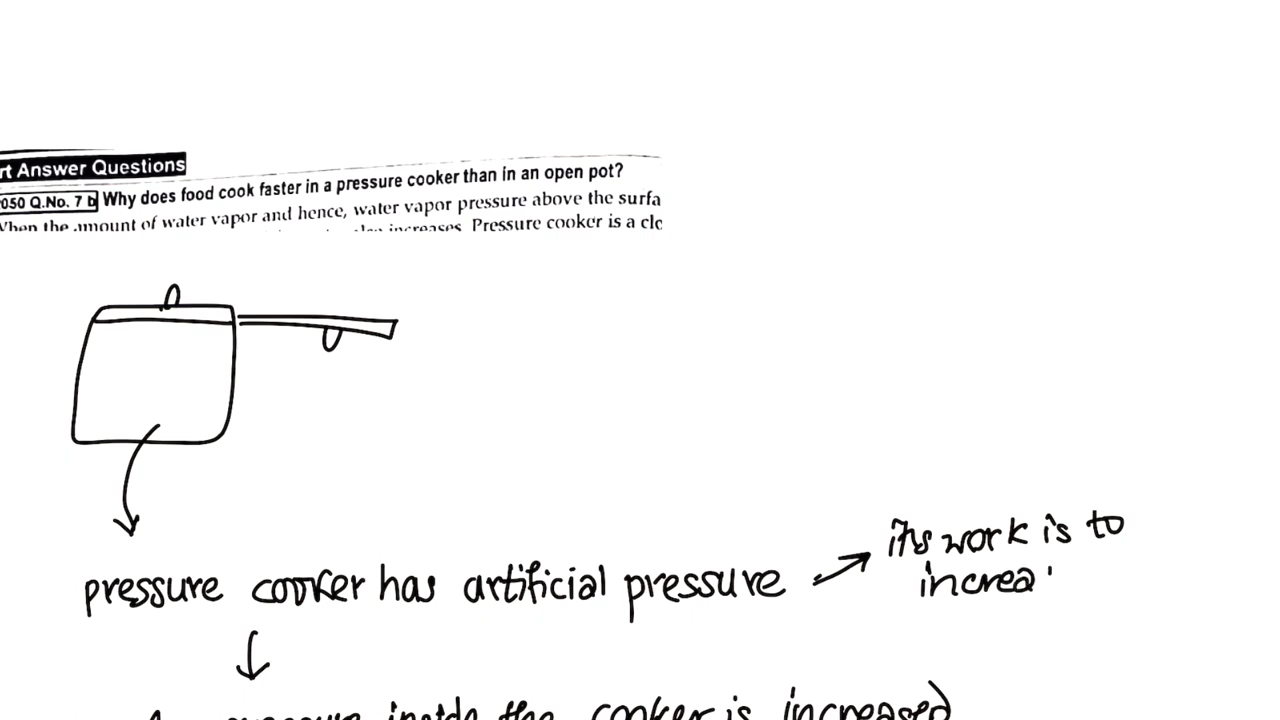 rt Answer Questions
050 Q.No. 7 b Why does food cook faster in a pressure cooker than in an open pot?
When the amount of water vapor and hence, water vapor pressure above the surfa
increases. Pressure cooker is a clo
its work is to
increa
pressure cooker has artificial pressure
pressure inside the cooker is increased